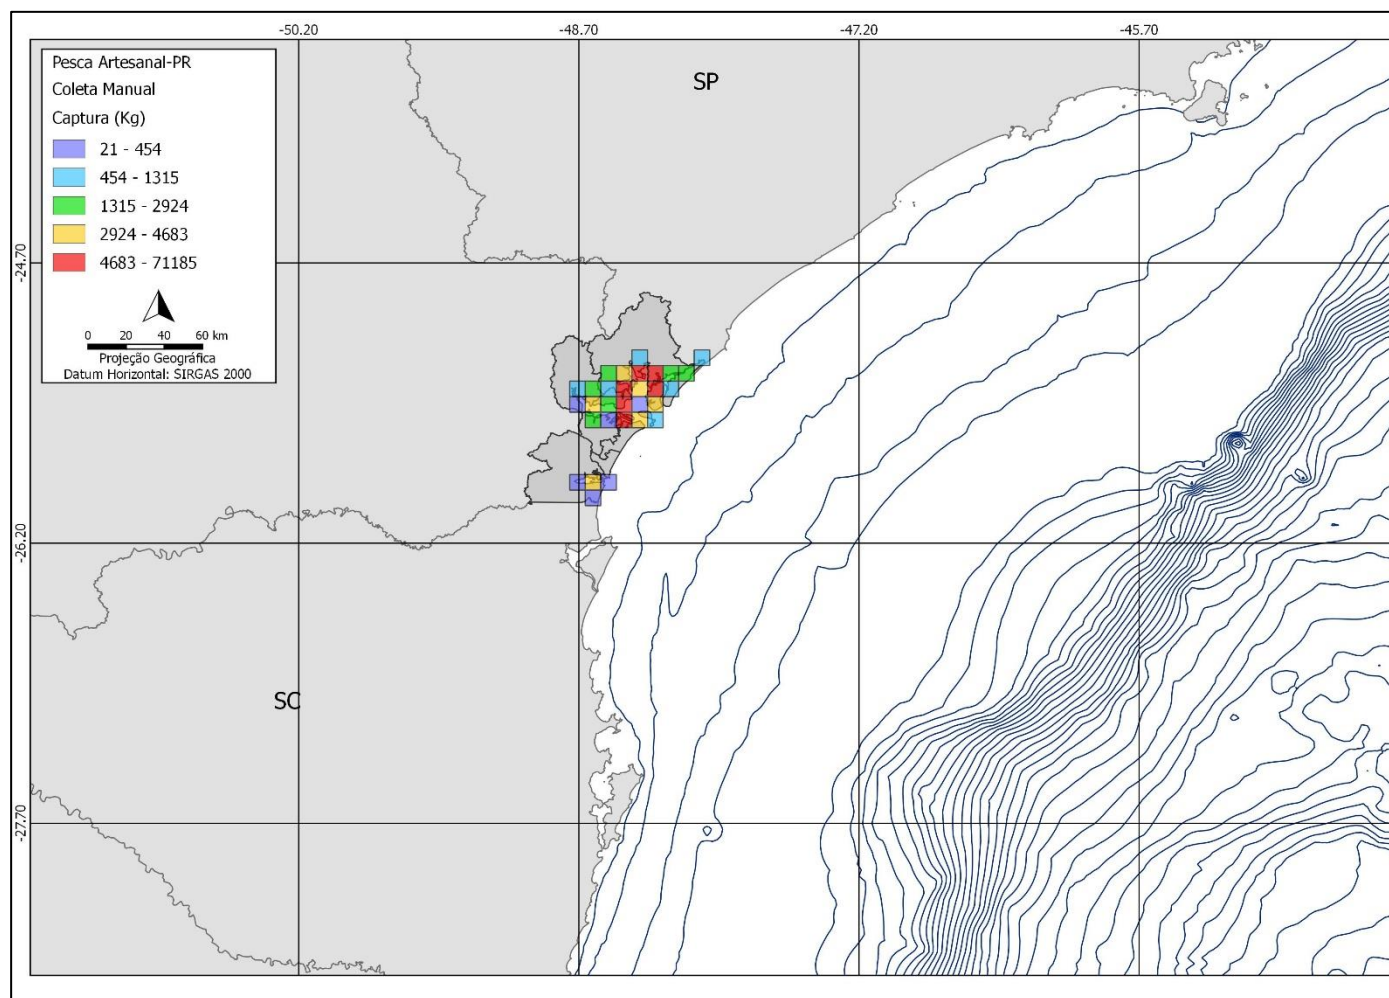 -50.20
-48.70
-47.20
-45.70
Pesca Artesanal-PR
Coleta Manual
Captura (Kg)
21 - 454
454 - 1315
1315 - 2924
2924 - 4683
4683 - 71185
0 20 40 60 km
Projeção Geográfica
Datum Horizontal: SIRGAS 2000
SP
-24.70
-26.20
SC
-27.70